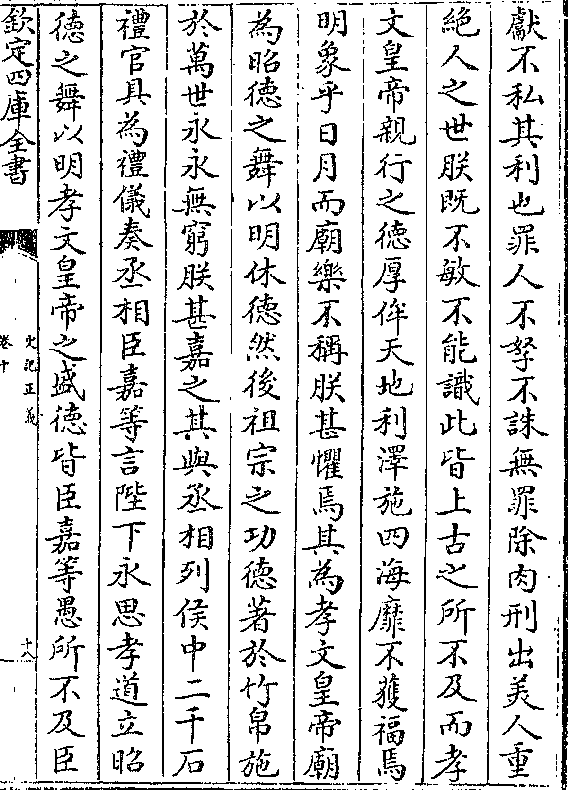 獻不私其利也罪人不孥不誅無罪除肉刑出美人重
絶人之世朕既不敏不能識此皆上古之所不及而孝
文皇帝親行之徳厚侔天地利澤施四海靡不獲福焉
明象乎日月而廟樂不稱朕甚懼焉其為孝文皇帝廟
為昭徳之舞以明休徳然後祖宗之功徳著於竹帛施
於萬世永永無窮朕甚嘉之其與丞相列侯中二千石
禮官具為禮儀奏丞相臣嘉等言陛下永思孝道立昭
徳之舞以明孝文皇帝之盛徳皆臣嘉等愚所不及臣
欽定四庫全書
史記正義
卷十
十八